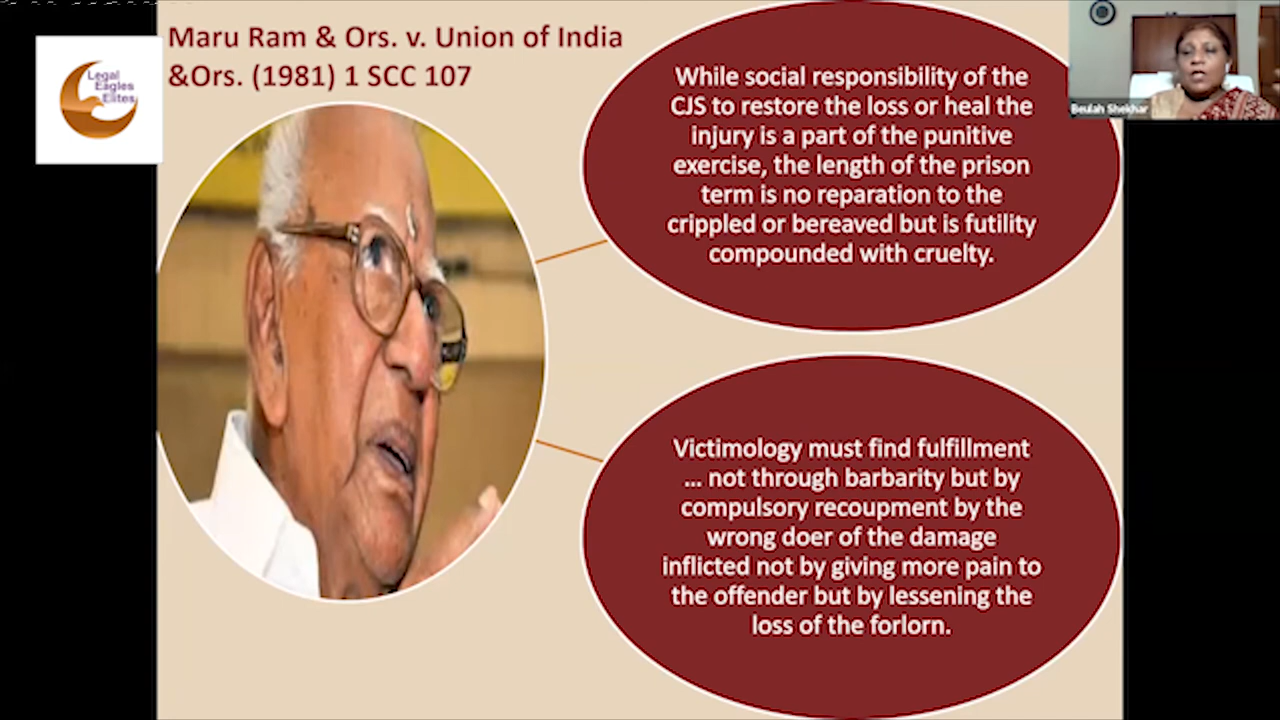 Maru Ram & Ors. v. Union of India
&Ors. (1981) 1 SCC 107
Legal
Eagles
Elites
While social responsibility of the
CJS to restore the loss or heal the
injury is a part of the punitive
exercise, the length of the prison
term is no reparation to the
crippled or bereaved but is futility
compounded with cruelty.
Beulah Shekhar
Victimology must find fulfillment
... not through barbarity but by
compulsory recoupment by the
wrong doer of the damage
inflicted not by giving more pain to
the offender but by lessening the
loss of the forlorn.